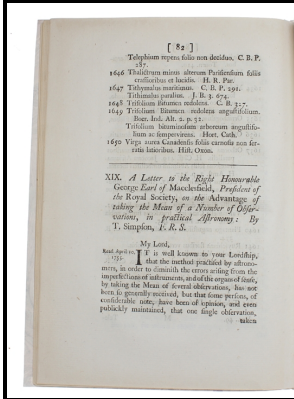 [ 82 ]
Telephium repens folio non deciduo. C. B. P.
287.
1646 Thalictrum minus alterum Parisiensium foliis
crassioribus et lucidis. H. R. Par.
1647 Tithymalus maritimus. C. B. P. 291.
Tithimalus paralius. J. B. 3. 674.
1648 Trifolium Bitumen redolens. C. B. 327.
1649 Trifolium Bitumen redolens angustifolium.
Boer. Ind. Alt. 2. p. 32.
Trifolium bituminosum arboreum angustifo-
lium ac sempervirens. Hort. Cath.
1650 Virga aurea Canadensis foliis carnosis non ser-
ratis latioribus. Hist. Oxon.
XIX. A Letter to the Right Honourable
George Earl of Macclesfield, President of
the Royal Society, on the Advantage of
taking the Mean of a Number of Obser-
vations, in practical Astronomy: By
T. Simpson, F. R. S.
My Lord,
Read April 10,
1755.
IT is well known to your Lordship,
that the method practised by astrono-
mers, in order to diminish the errors arising from the
imperfections of instruments, and of the organs of sense,
by taking the Mean of several observations, has not
been so generally received, but that some persons, of
considerable note, have been of opinion, and even
publickly maintained, that one single observation,
taken